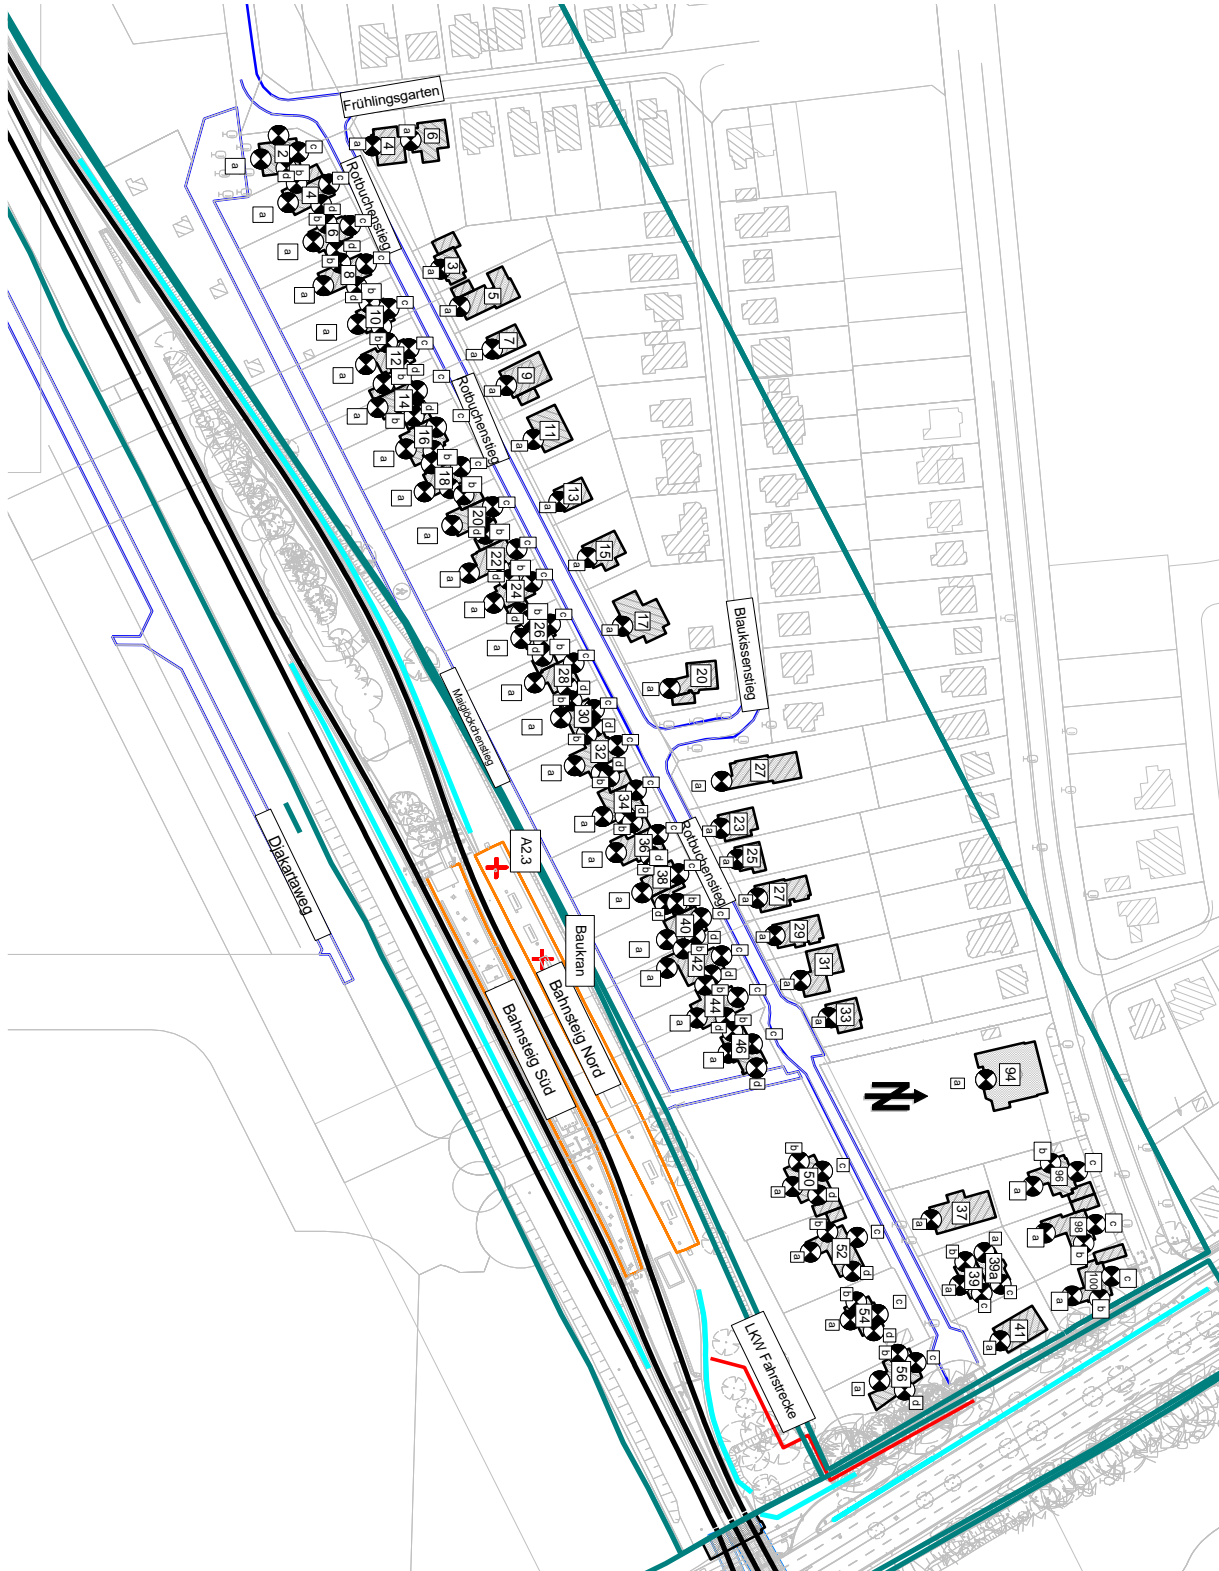 Frühlingsgarten
6
4
a
a
2
a
c
b
d
4
a
c
b
d
Rotbuchenstieg
6
a
c
b
d
8
a
c
b
d
3
a
5
a
10
a
c
b
12
a
c
b
d
7
a
9
a
14
a
c
b
d
Rotbuchenstieg
16
a
c
b
11
a
18
a
c
b
13
a
20
a
c
b
d
15
a
22
a
c
b
d
24
a
c
b
d
17
a
26
a
c
b
d
28
a
c
b
d
20
a
Blaukissenstieg
30
a
c
b
d
32
a
c
b
d
Maiglöckchenstieg
27
a
34
a
c
b
d
23
a
36
a
c
b
d
25
a
Rotbuchenstieg
38
a
c
27
a
40
a
c
b
d
29
a
42
a
c
b
d
31
a
44
a
c
b
d
33
a
46
a
c
d
Djakartaweg
A2.3
Baukran
Bahnsteig Nord
Bahnsteig Süd
N
94
a
50
a
b
c
d
96
a
b
c
37
a
52
a
b
c
d
98
a
b
c
39a
a
c
39
a
b
c
100
a
b
c
54
a
b
c
d
41
a
56
a
b
c
d
LKW Fahrstrecke